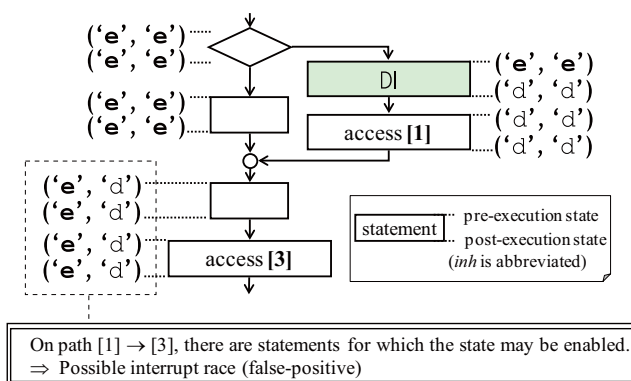 (‘e’, ‘e’)
(‘e’, ‘e’)
DI
(‘e’, ‘e’)
(‘d’, ‘d’)
(‘e’, ‘e’)
(‘e’, ‘e’)
access [1]
(‘d’, ‘d’)
(‘d’, ‘d’)
(‘e’, ‘d’)
(‘e’, ‘d’)
(‘e’, ‘d’)
(‘e’, ‘d’)
access [3]
statement
pre-execution state
post-execution state
(inh is abbreviated)
On path [1] → [3], there are statements for which the state may be enabled.
⇒ Possible interrupt race (false-positive)